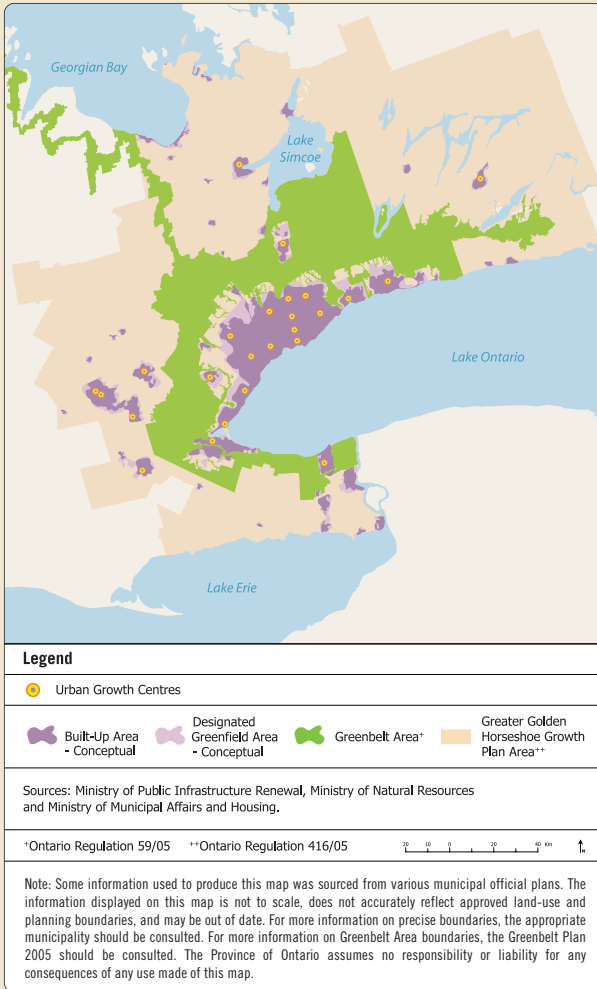 Georgian Bay
Lake
Simcoe
Lake Ontario
Lake Erie
Legend
Urban Growth Centres
Built-Up Area
- Conceptual
Designated
Greenfield Area
- Conceptual
Greenbelt Area+
Greater Golden
Horseshoe Growth
Plan Area++
Sources: Ministry of Public Infrastructure Renewal, Ministry of Natural Resources
and Ministry of Municipal Affairs and Housing.
+Ontario Regulation 59/05 ++Ontario Regulation 416/05
20 10 0 20 40 Km
N
Note: Some information used to produce this map was sourced from various municipal official plans. The
information displayed on this map is not to scale, does not accurately reflect approved land-use and
planning boundaries, and may be out of date. For more information on precise boundaries, the appropriate
municipality should be consulted. For more information on Greenbelt Area boundaries, the Greenbelt Plan
2005 should be consulted. The Province of Ontario assumes no responsibility or liability for any
consequences of any use made of this map.